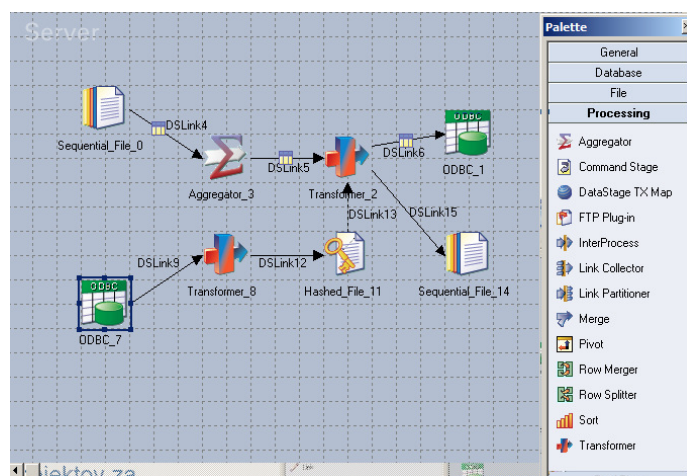 Server
Sequential_File_0
DSLink4
Aggregator_3
DSLink5
Transformer_2
DSLink6
ODBC
ODBC_1
DSLink13
DSLink15
ODBC
ODBC_7
DSLink9
Transformer_8
DSLink12
Hashed_File_11
Sequential_File_14
Palette
General
Database
File
Processing
Aggregator
Command Stage
DataStage TX Map
FTP Plug-in
InterProcess
Link Collector
Link Partitioner
Merge
Pivot
Row Merger
Row Splitter
Sort
Transformer